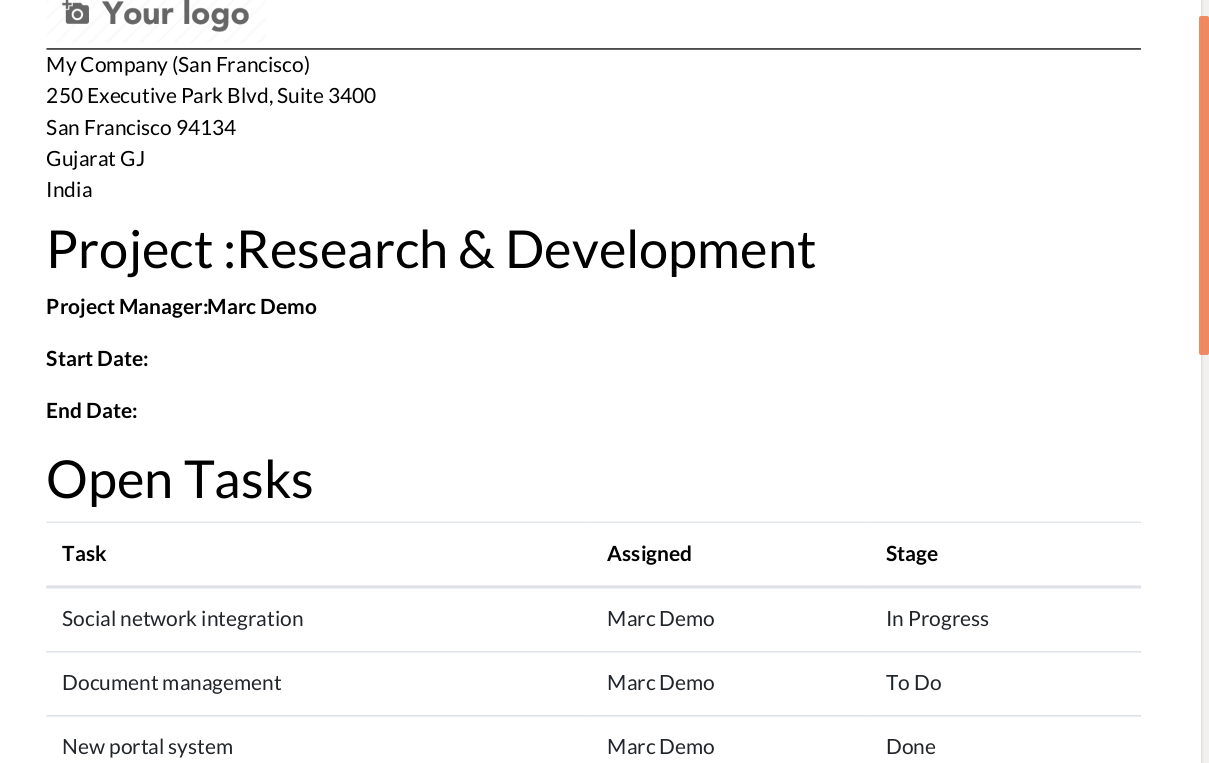 Your logo
My Company (San Francisco)
250 Executive Park Blvd, Suite 3400
San Francisco 94134
Gujarat GJ
India
Project :Research & Development
Project Manager:Marc Demo
Start Date:
End Date:
Open Tasks
Task Assigned Stage
Social network integration Marc Demo In Progress
Document management Marc Demo To Do
New portal system Marc Demo Done